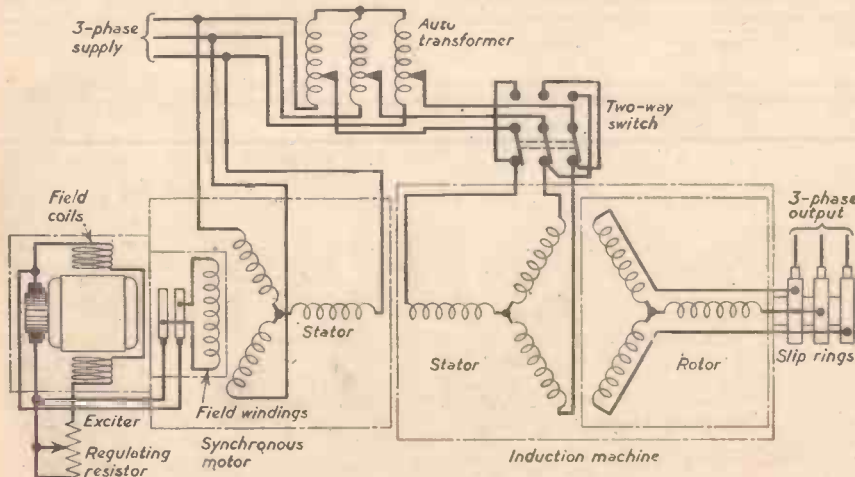 3-phase
supply
Auto
transformer
Two-way
switch
Field
coils
3-phase
output
Stator
Stator
Rotor
Slip rings
Field windings
Exciter
Synchronous
motor
Regulating
resistor
Induction machine